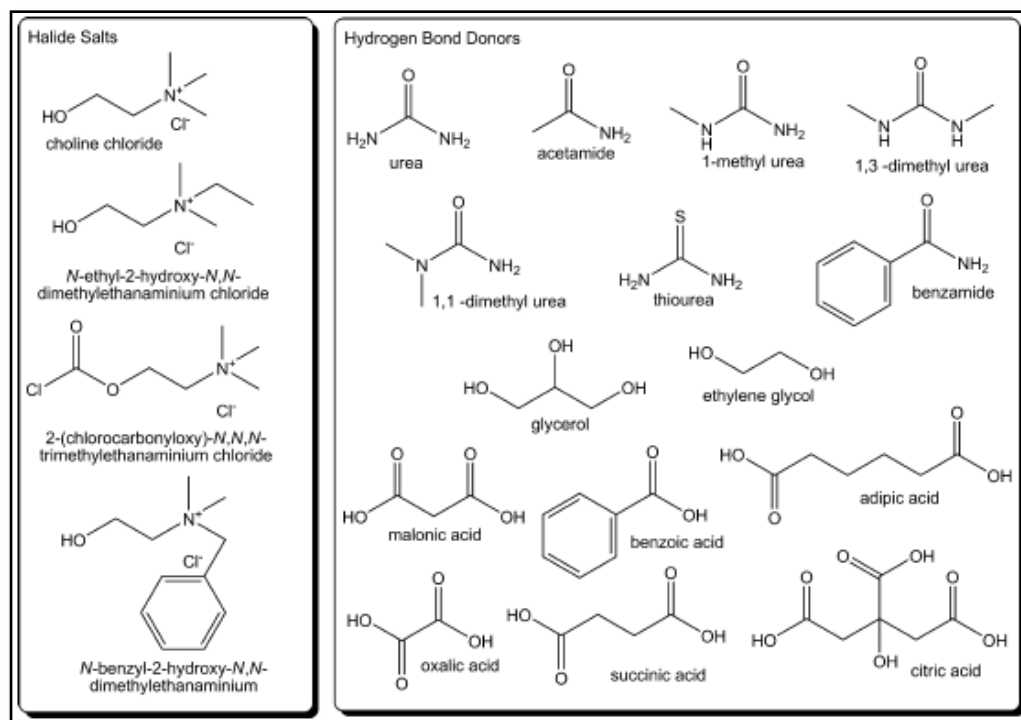 Halide Salts
HO
N+
Cl-
choline chloride
HO
N+
Cl-
N-ethyl-2-hydroxy-N,N-
dimethylethanaminium chloride
O
Cl
O
N+
Cl-
2-(chlorocarbonyloxy)-N,N,N-
trimethylethanaminium chloride
HO
N+
Cl-
N-benzyl-2-hydroxy-N,N-
dimethylethanaminium
Hydrogen Bond Donors
O
H2N
NH2
urea
O
NH2
acetamide
O
N
H
NH2
1-methyl urea
O
N
H
N
H
1,3 -dimethyl urea
O
N
NH2
1,1 -dimethyl urea
S
H2N
NH2
thiourea
O
NH2
benzamide
OH
HO
OH
glycerol
HO
OH
ethylene glycol
O
O
HO
OH
malonic acid
O
OH
benzoic acid
O
HO
OH
O
adipic acid
O
HO
OH
O
oxalic acid
O
HO
OH
O
succinic acid
O
OH
O
O
HO
OH
OH
citric acid